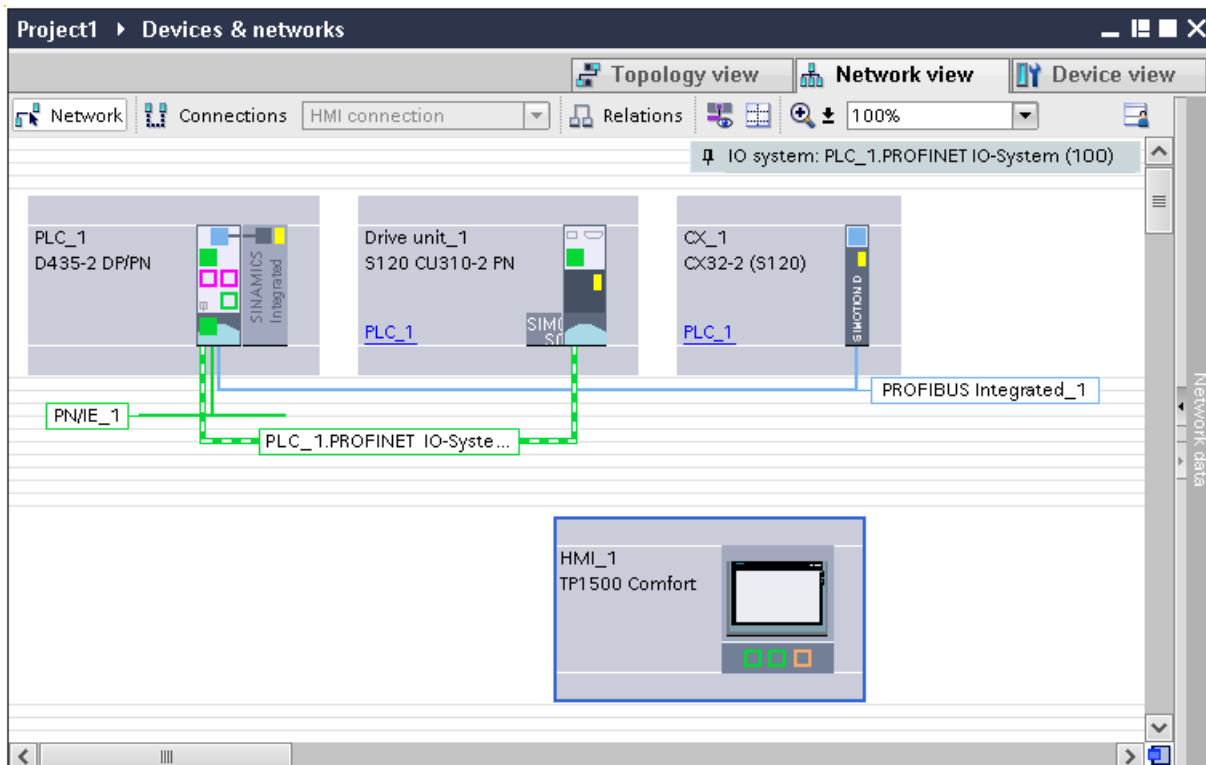 Project1 ▸ Devices & networks
Topology view
Network view
Device view
Network
Connections
HMI connection
Relations
100%
IO system: PLC_1.PROFINET IO-System (100)
PLC_1
D435-2 DP/PN
SINAMICS
Integrated
Drive unit_1
S120 CU310-2 PN
PLC_1
CX_1
CX32-2 (S120)
PLC_1
SIMOTION D
PROFIBUS Integrated_1
PN/IE_1
PLC_1.PROFINET IO-Syste...
HMI_1
TP1500 Comfort
Network data